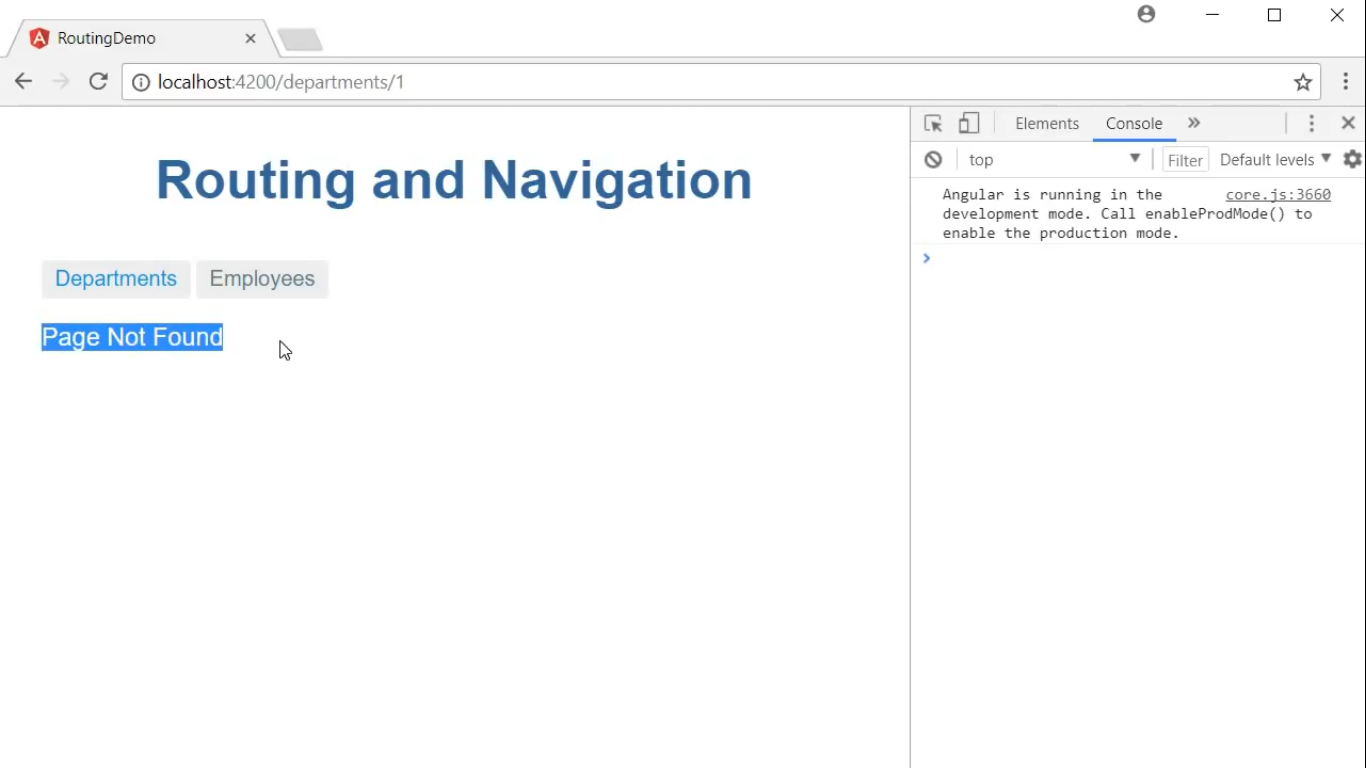 RoutingDemo
localhost:4200/departments/1
Routing and Navigation
Departments Employees
Page Not Found
Elements Console
top Filter Default levels
Angular is running in the core.js:3660
development mode. Call enableProdMode() to
enable the production mode.